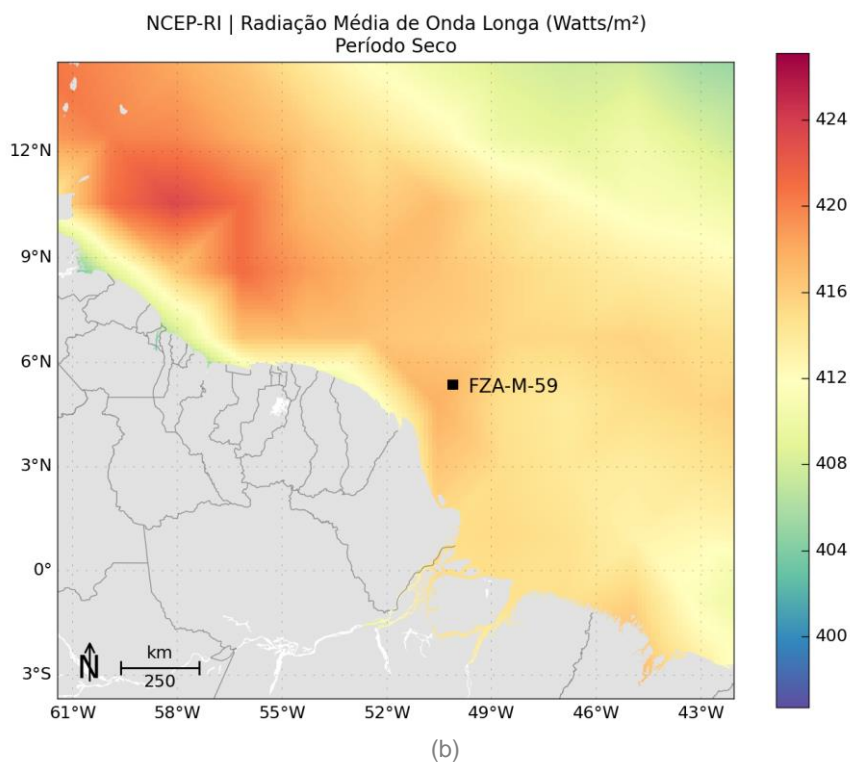 NCEP-RI | Radiação Média de Onda Longa (Watts/m²)
Período Seco
424
12°N
420
9°N
416
6°N
FZA-M-59
412
3°N
408
0°
404
km
N
400
250
3°S
61°W 58°W 55°W 52°W 49°W 46°W 43°W
(b)